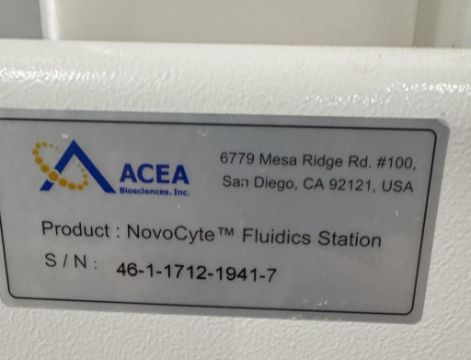 ACEA
Biosciences, Inc.
6779 Mesa Ridge Rd. #100,
San Diego, CA 92121, USA
Product : NovoCyte™ Fluidics Station
S / N : 46-1-1712-1941-7